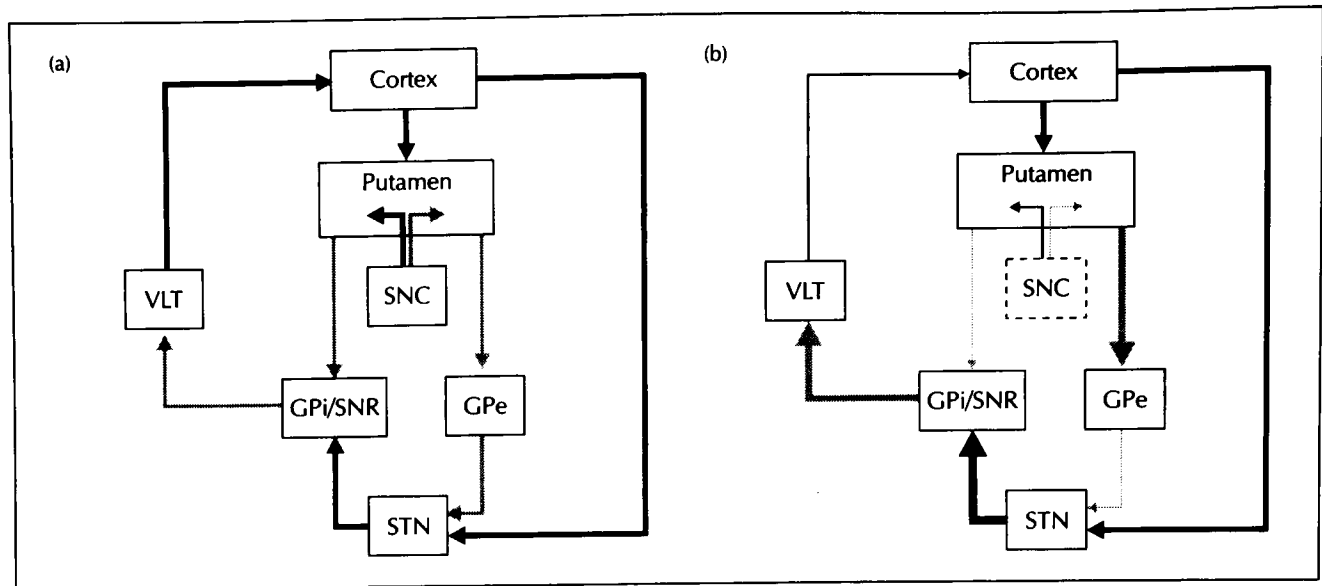 (a)
Cortex
Putamen
SNC
VLT
GPi/SNR
GPe
STN
(b)
Cortex
Putamen
SNC
VLT
GPi/SNR
GPe
STN